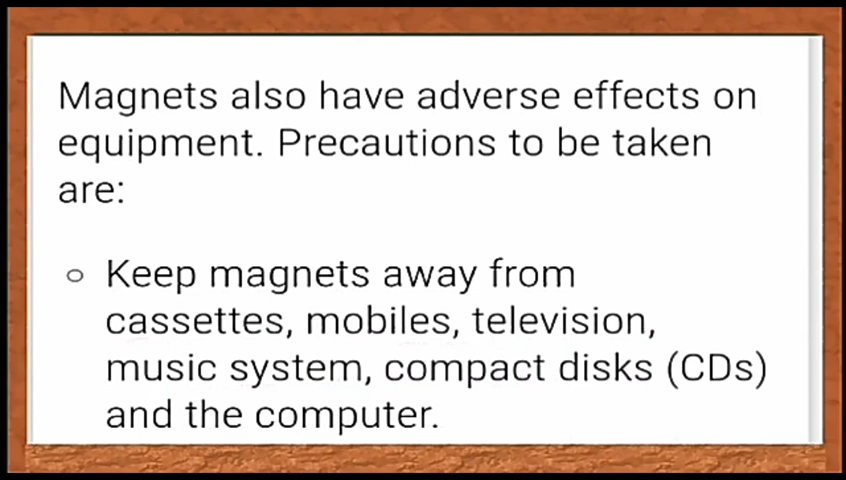 Magnets also have adverse effects on
equipment. Precautions to be taken
are:
○ Keep magnets away from
cassettes, mobiles, television,
music system, compact disks (CDs)
and the computer.